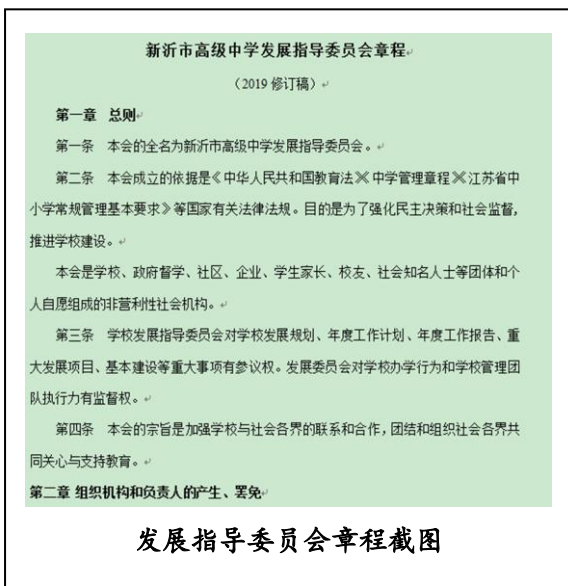 新沂市高级中学发展指导委员会章程
（2019 修订稿）
第一章 总则
第一条 本会的全名为新沂市高级中学发展指导委员会。
第二条 本会成立的依据是《中华人民共和国教育法》《中学管理章程》《江苏省中
小学常规管理基本要求》等国家有关法律法规。目的是为了强化民主决策和社会监督,
推进学校建设。
本会是学校、政府督学、社区、企业、学生家长、校友、社会知名人士等团体和个
人自愿组成的非营利性社会机构。
第三条 学校发展指导委员会对学校发展规划、年度工作计划、年度工作报告、重
大发展项目、基本建设等重大事项有参议权。发展委员会对学校办学行为和学校管理团
队执行力有监督权。
第四条 本会的宗旨是加强学校与社会各界的联系和合作，团结和组织社会各界共
同关心与支持教育。
第二章 组织机构和负责人的产生、罢免
发展指导委员会章程截图